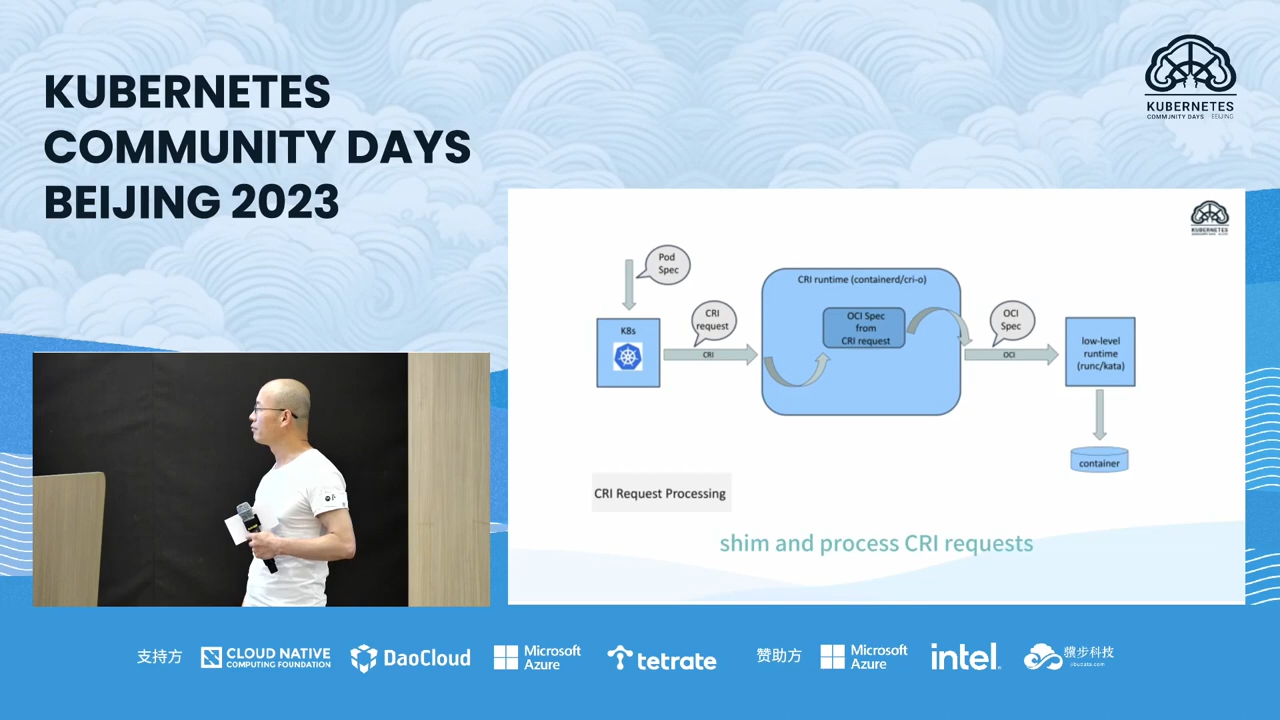 KUBERNETES
COMMUNITY DAYS
BEIJING 2023
KUBERNETES
COMMUNITY DAYS BEIJING
KUBERNETES
Pod
Spec
K8s
CRI
request
CRI
CRI runtime (containerd/cri-o)
OCI Spec
from
CRI request
OCI
Spec
OCI
low-level
runtime
(runc/kata)
container
CRI Request Processing
shim and process CRI requests
支持方
CLOUD NATIVE
COMPUTING FOUNDATION
DaoCloud
Microsoft
Azure
tetrate
赞助方
Microsoft
Azure
intel.
骥步科技